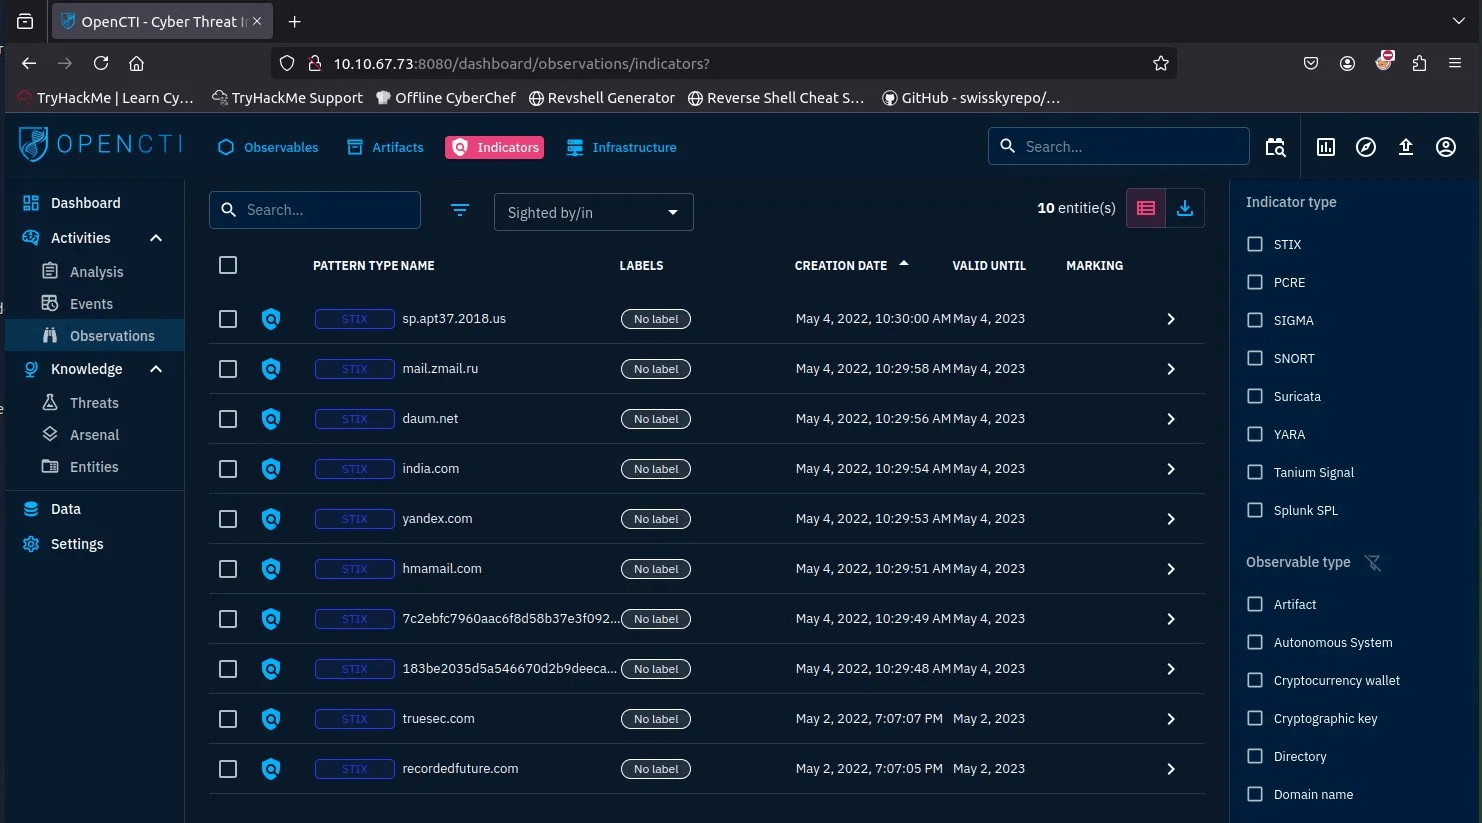 OpenCTI - Cyber Threat I
10.10.67.73:8080/dashboard/observations/indicators?
TryHackMe | Learn Cy... TryHackMe Support Offline CyberChef Revshell Generator Reverse Shell Cheat S... GitHub - swisskyrepo/...
OPENCTI Observables Artifacts Indicators Infrastructure Search...
Dashboard
Activities
Analysis
Events
Observations
Knowledge
Threats
Arsenal
Entities
Data
Settings
Search... Sighted by/in 10 entitie(s)
PATTERN TYPE NAME LABELS CREATION DATE VALID UNTIL MARKING
STIX sp.apt37.2018.us No label May 4, 2022, 10:30:00 AM May 4, 2023
STIX mail.zmail.ru No label May 4, 2022, 10:29:58 AM May 4, 2023
STIX daum.net No label May 4, 2022, 10:29:56 AM May 4, 2023
STIX india.com No label May 4, 2022, 10:29:54 AM May 4, 2023
STIX yandex.com No label May 4, 2022, 10:29:53 AM May 4, 2023
STIX hmamail.com No label May 4, 2022, 10:29:51 AM May 4, 2023
STIX 7c2ebfc7960aac6f8d58b37e3f092... No label May 4, 2022, 10:29:49 AM May 4, 2023
STIX 183be2035d5a546670d2b9deeca... No label May 4, 2022, 10:29:48 AM May 4, 2023
STIX truesec.com No label May 2, 2022, 7:07:07 PM May 2, 2023
STIX recordedfuture.com No label May 2, 2022, 7:07:05 PM May 2, 2023
Indicator type
STIX
PCRE
SIGMA
SNORT
Suricata
YARA
Tanium Signal
Splunk SPL
Observable type
Artifact
Autonomous System
Cryptocurrency wallet
Cryptographic key
Directory
Domain name